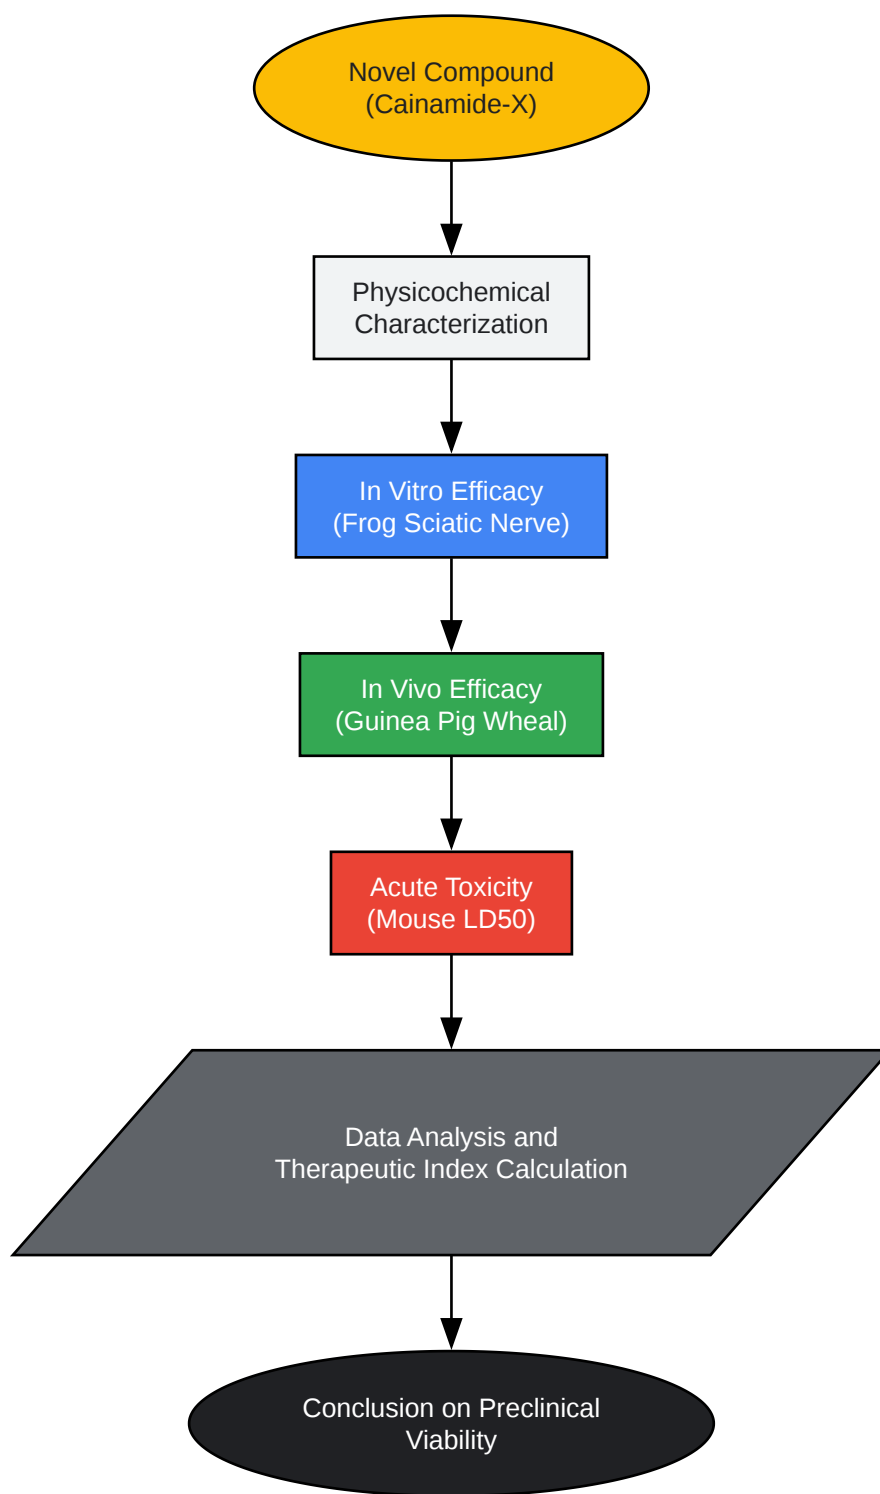 Novel Compound
(Cainamide-X)
Physicochemical
Characterization
In Vitro Efficacy
(Frog Sciatic Nerve)
In Vivo Efficacy
(Guinea Pig Wheal)
Acute Toxicity
(Mouse LD50)
Data Analysis and
Therapeutic Index Calculation
Conclusion on Preclinical
Viability